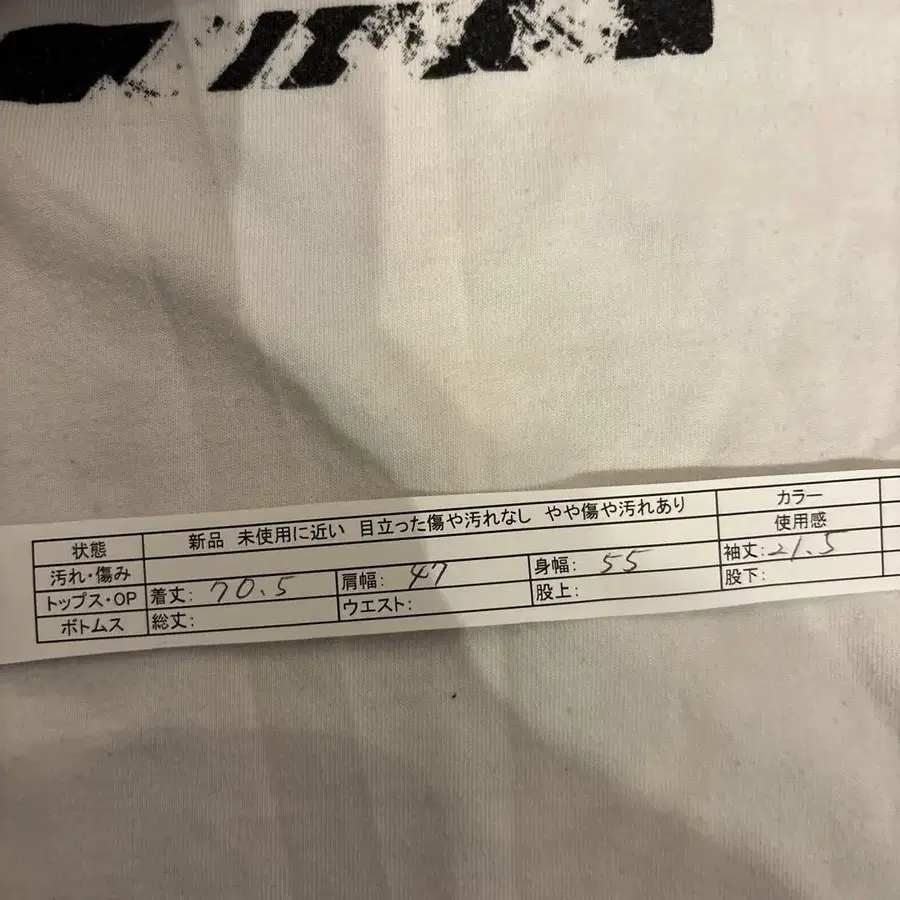 状態 新品 未使用に近い 目立った傷や汚れなし やや傷や汚れあり カラー
汚れ・傷み 使用感
トップス・OP 着丈: 70.5 肩幅: 47 身幅: 55 袖丈: 21.5
ボトムス 総丈: ウエスト: 股上: 股下: